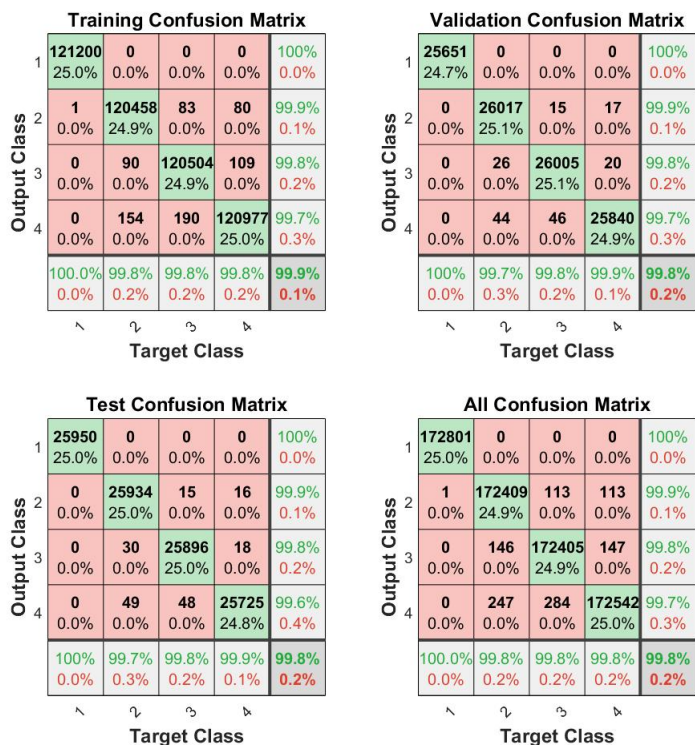 Training Confusion Matrix
Output Class
1 121200 0 0 0 100%
25.0% 0.0% 0.0% 0.0% 0.0%
2 1 120458 83 80 99.9%
0.0% 24.9% 0.0% 0.0% 0.1%
3 0 90 120504 109 99.8%
0.0% 0.0% 24.9% 0.0% 0.2%
4 0 154 190 120977 99.7%
0.0% 0.0% 0.0% 25.0% 0.3%
100.0% 99.8% 99.8% 99.8% 99.9%
0.0% 0.2% 0.2% 0.2% 0.1%
1 2 3 4
Target Class
Validation Confusion Matrix
Output Class
1 25651 0 0 0 100%
24.7% 0.0% 0.0% 0.0% 0.0%
2 0 26017 15 17 99.9%
0.0% 25.1% 0.0% 0.0% 0.1%
3 0 26 26005 20 99.8%
0.0% 0.0% 25.1% 0.0% 0.2%
4 0 44 46 25840 99.7%
0.0% 0.0% 0.0% 24.9% 0.3%
100% 99.7% 99.8% 99.9% 99.8%
0.0% 0.3% 0.2% 0.1% 0.2%
1 2 3 4
Target Class
Test Confusion Matrix
Output Class
1 25950 0 0 0 100%
25.0% 0.0% 0.0% 0.0% 0.0%
2 0 25934 15 16 99.9%
0.0% 25.0% 0.0% 0.0% 0.1%
3 0 30 25896 18 99.8%
0.0% 0.0% 25.0% 0.0% 0.2%
4 0 49 48 25725 99.6%
0.0% 0.0% 0.0% 24.8% 0.4%
100% 99.7% 99.8% 99.9% 99.8%
0.0% 0.3% 0.2% 0.1% 0.2%
1 2 3 4
Target Class
All Confusion Matrix
Output Class
1 172801 0 0 0 100%
25.0% 0.0% 0.0% 0.0% 0.0%
2 1 172409 113 113 99.9%
0.0% 24.9% 0.0% 0.0% 0.1%
3 0 146 172405 147 99.8%
0.0% 0.0% 24.9% 0.0% 0.2%
4 0 247 284 172542 99.7%
0.0% 0.0% 0.0% 25.0% 0.3%
100.0% 99.8% 99.8% 99.8% 99.8%
0.0% 0.2% 0.2% 0.2% 0.2%
1 2 3 4
Target Class